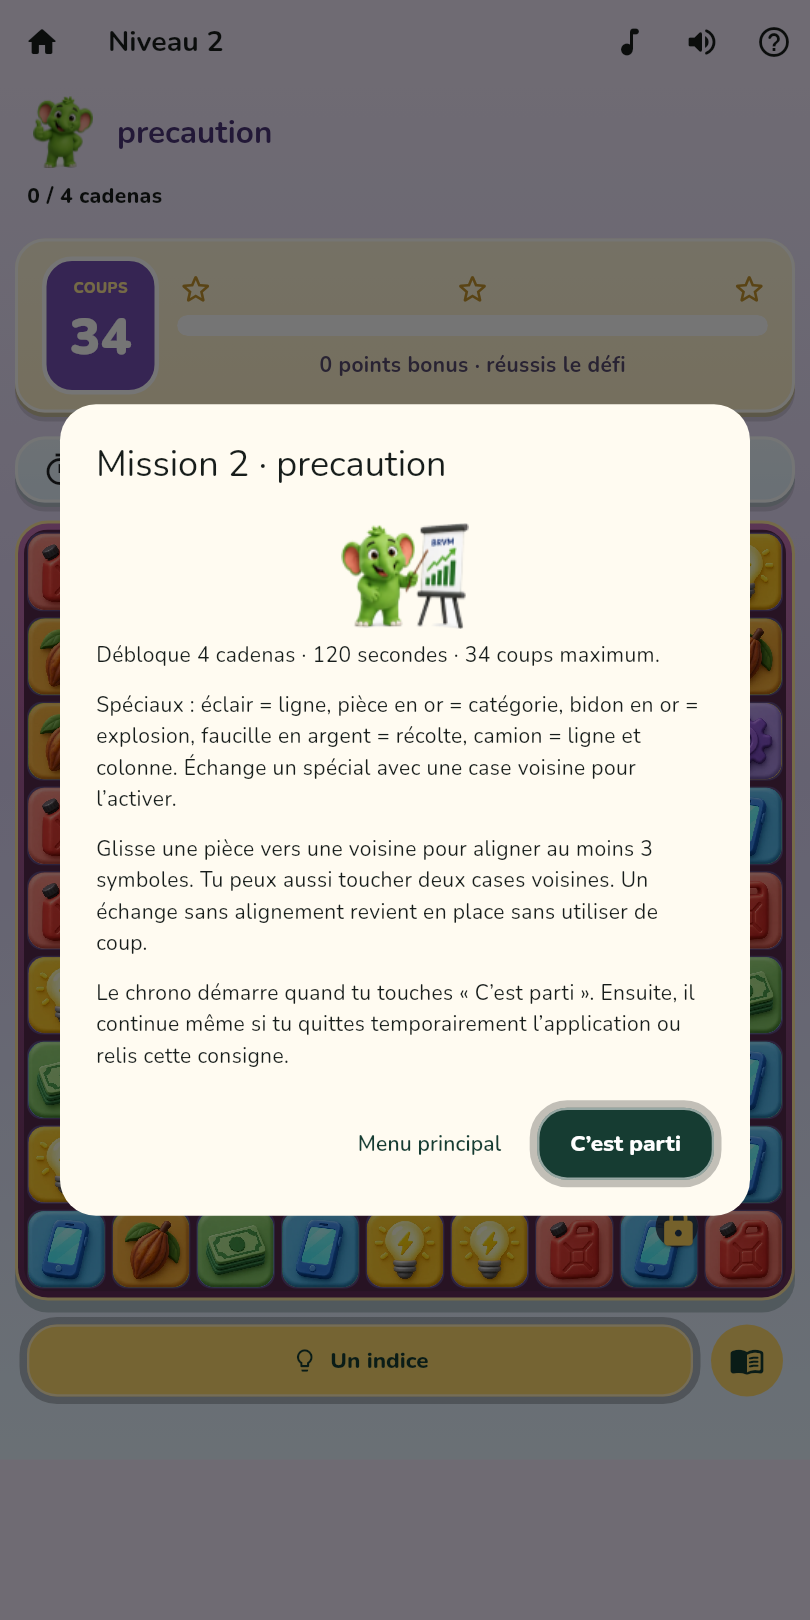 Niveau 2
precaution
0 / 4 cadenas
COUPS
34
0 points bonus · réussis le défi
Mission 2 · precaution
BRVM
Débloque 4 cadenas · 120 secondes · 34 coups maximum.
Spéciaux : éclair = ligne, pièce en or = catégorie, bidon en or =
explosion, faucille en argent = récolte, camion = ligne et
colonne. Échange un spécial avec une case voisine pour
l’activer.
Glisse une pièce vers une voisine pour aligner au moins 3
symboles. Tu peux aussi toucher deux cases voisines. Un
échange sans alignement revient en place sans utiliser de
coup.
Le chrono démarre quand tu touches « C’est parti ». Ensuite, il
continue même si tu quittes temporairement l’application ou
relis cette consigne.
Menu principal
C’est parti
Un indice